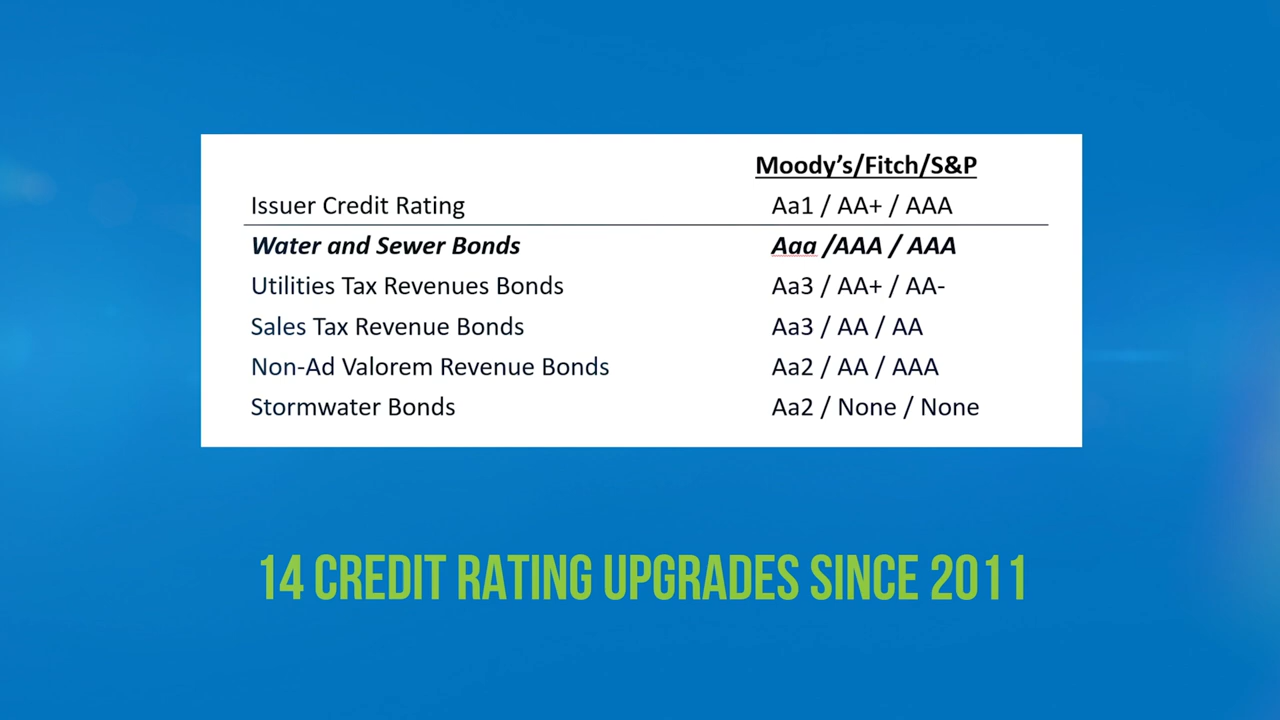 Moody's/Fitch/S&P
Issuer Credit Rating Aa1 / AA+ / AAA
Water and Sewer Bonds Aaa /AAA / AAA
Utilities Tax Revenues Bonds Aa3 / AA+ / AA-
Sales Tax Revenue Bonds Aa3 / AA / AA
Non-Ad Valorem Revenue Bonds Aa2 / AA / AAA
Stormwater Bonds Aa2 / None / None
14 CREDIT RATING UPGRADES SINCE 2011